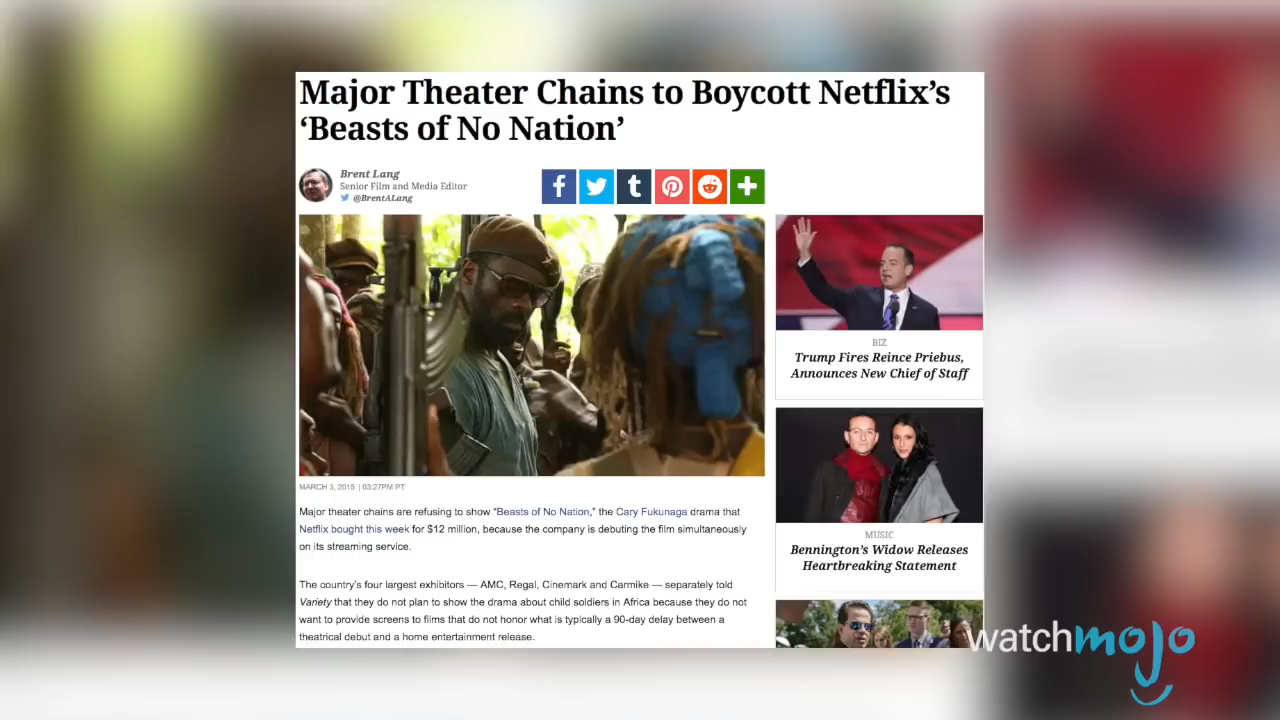 Major Theater Chains to Boycott Netflix's
'Beasts of No Nation'
Brent Lang
Senior Film and Media Editor
@BrentALang
MARCH 3, 2015 | 03:27PM PT
Major theater chains are refusing to show "Beasts of No Nation," the Cary Fukunaga drama that
Netflix bought this week for $12 million, because the company is debuting the film simultaneously
on its streaming service.
The country's four largest exhibitors — AMC, Regal, Cinemark and Carmike — separately told
Variety that they do not plan to show the drama about child soldiers in Africa because they do not
want to provide screens to films that do not honor what is typically a 90-day delay between a
theatrical debut and a home entertainment release.
BIZ
Trump Fires Reince Priebus,
Announces New Chief of Staff
MUSIC
Bennington's Widow Releases
Heartbreaking Statement
watchmojo